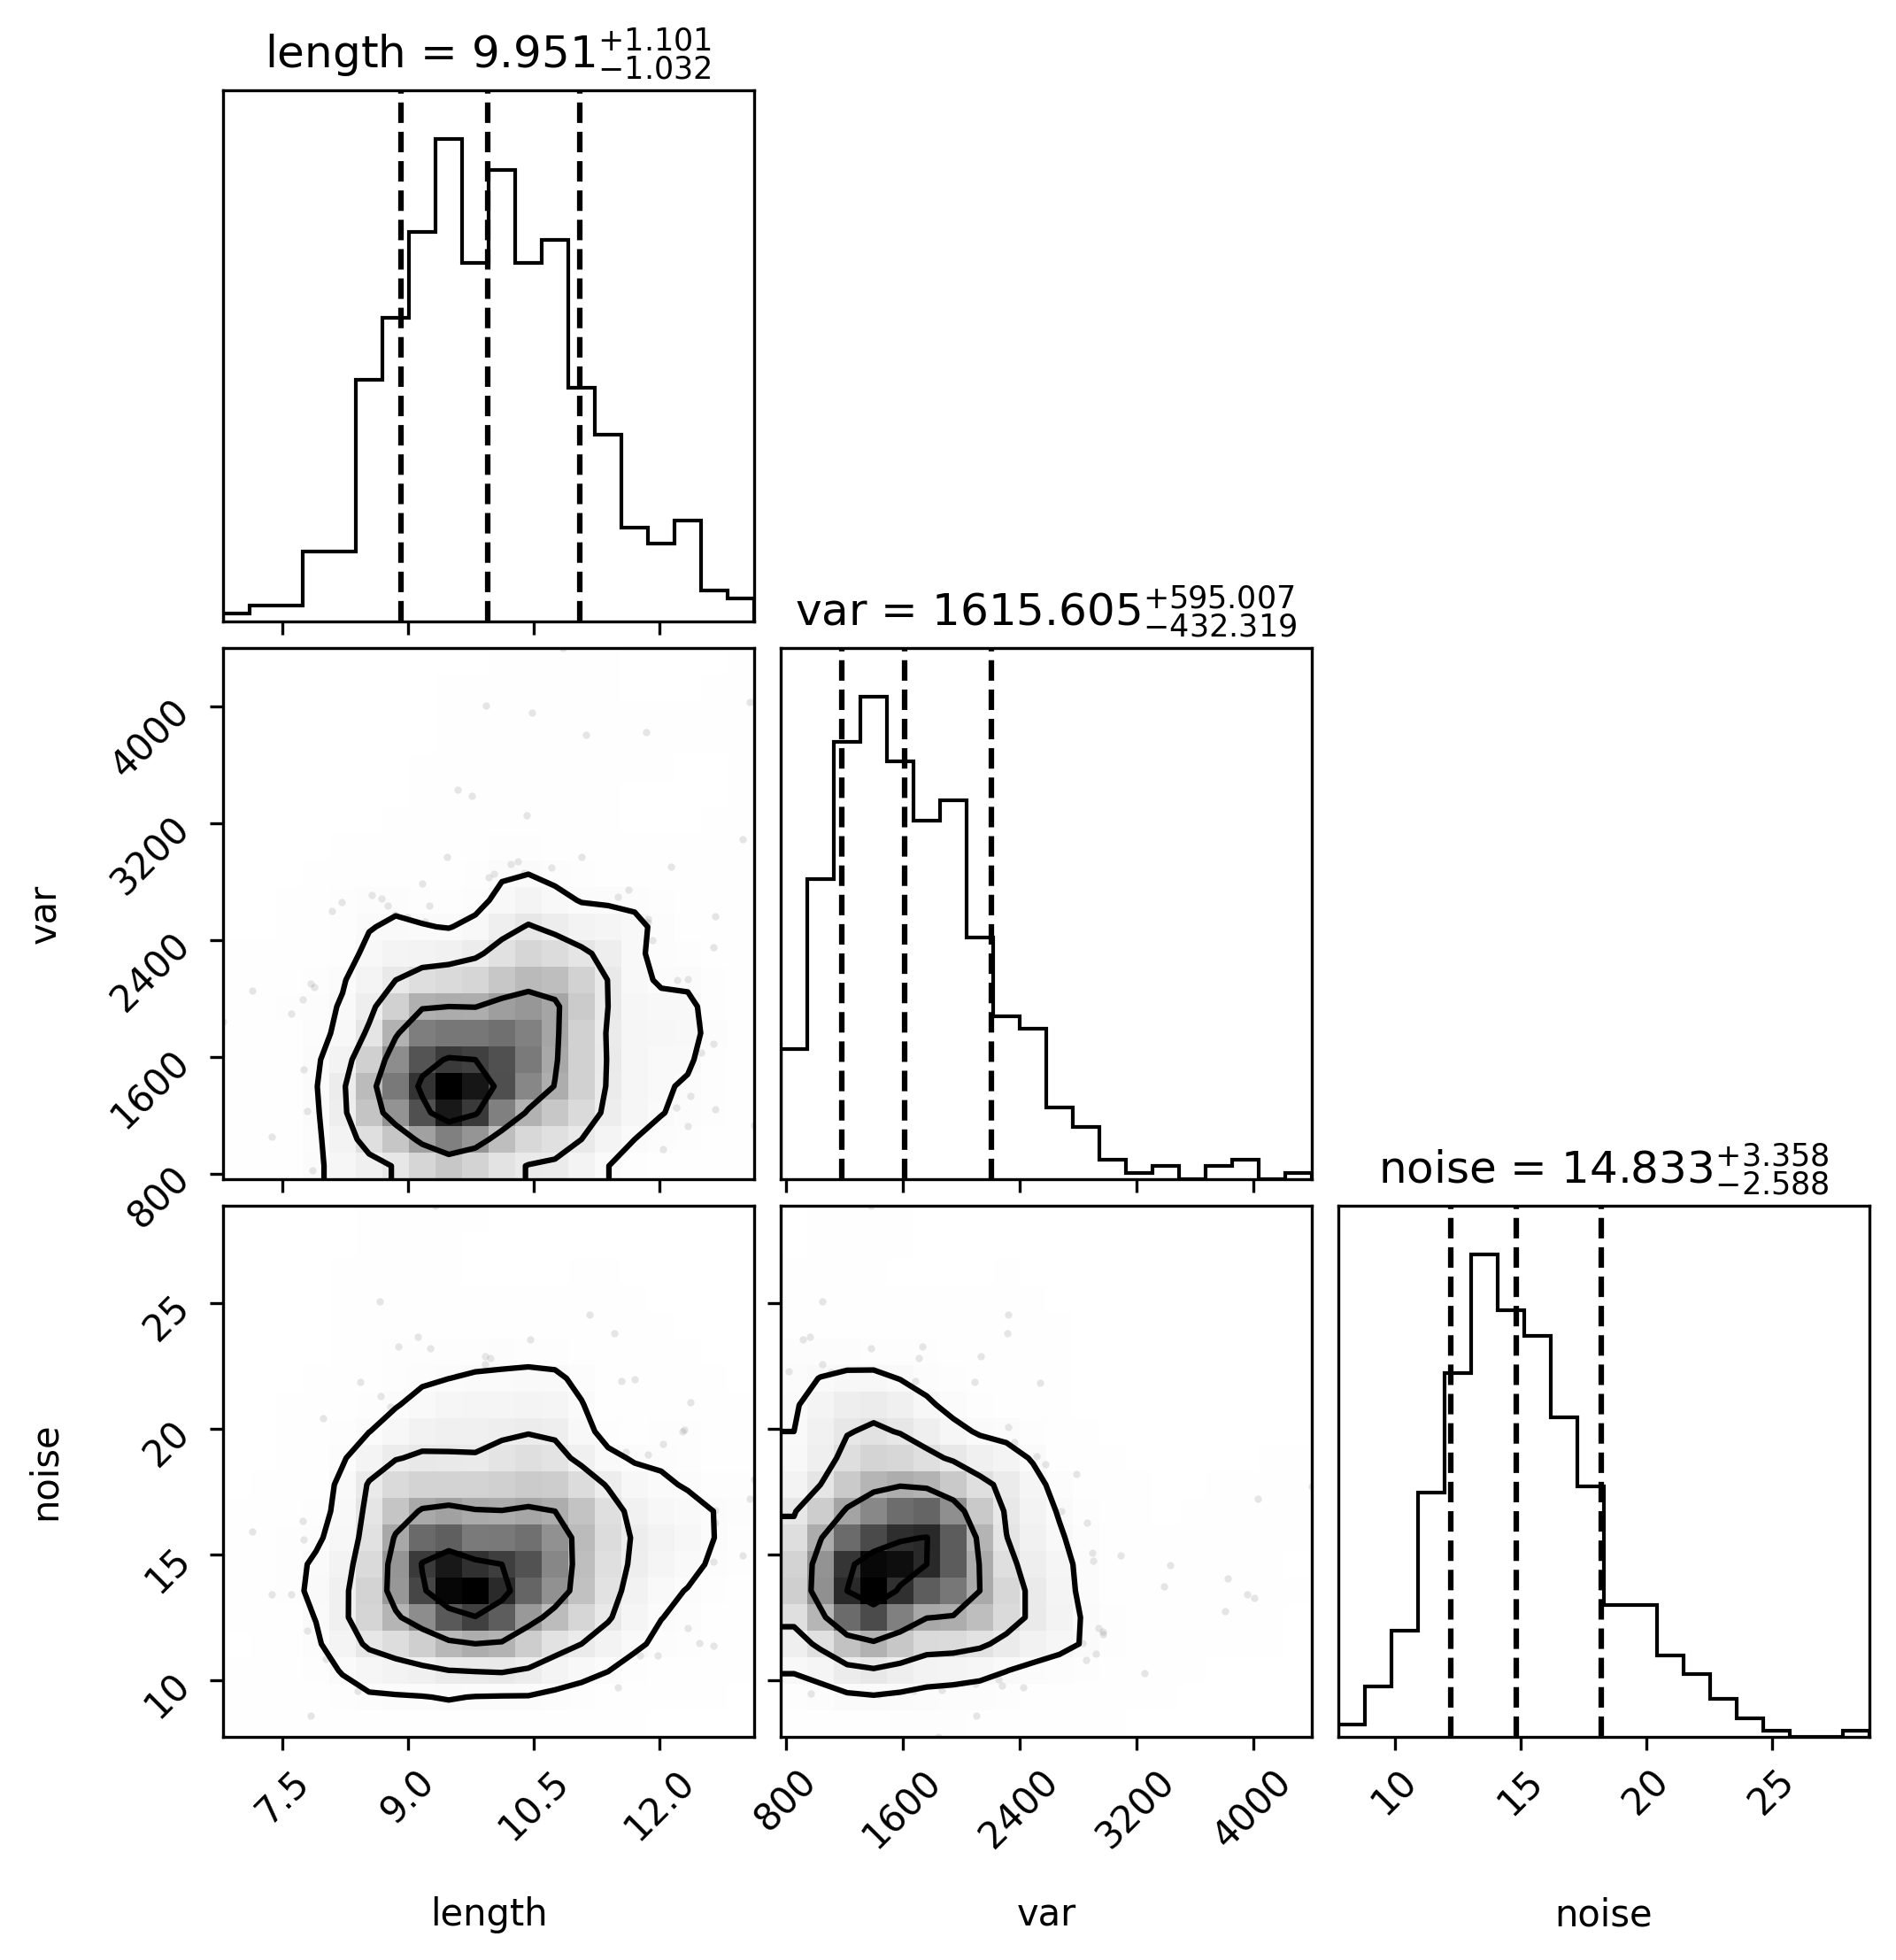 length = 9.951 +1.101 −1.032
var = 1615.605 +595.007 −432.319
4000
3200
2400
1600
800
var
noise = 14.833 +3.358 −2.588
25
20
15
10
noise
7.5 9.0 10.5 12.0 800 1600 2400 3200 4000 10 15 20 25
length var noise